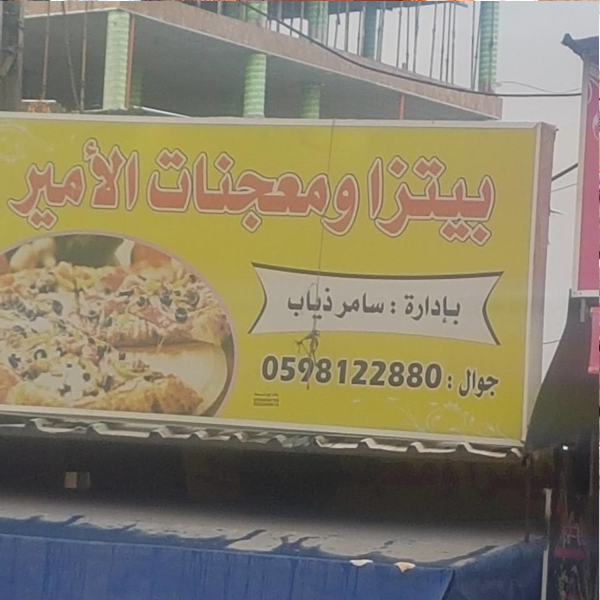 بيتزا ومعجنات الأمير
بإدارة : سامر ذياب
جوال : 0598122880